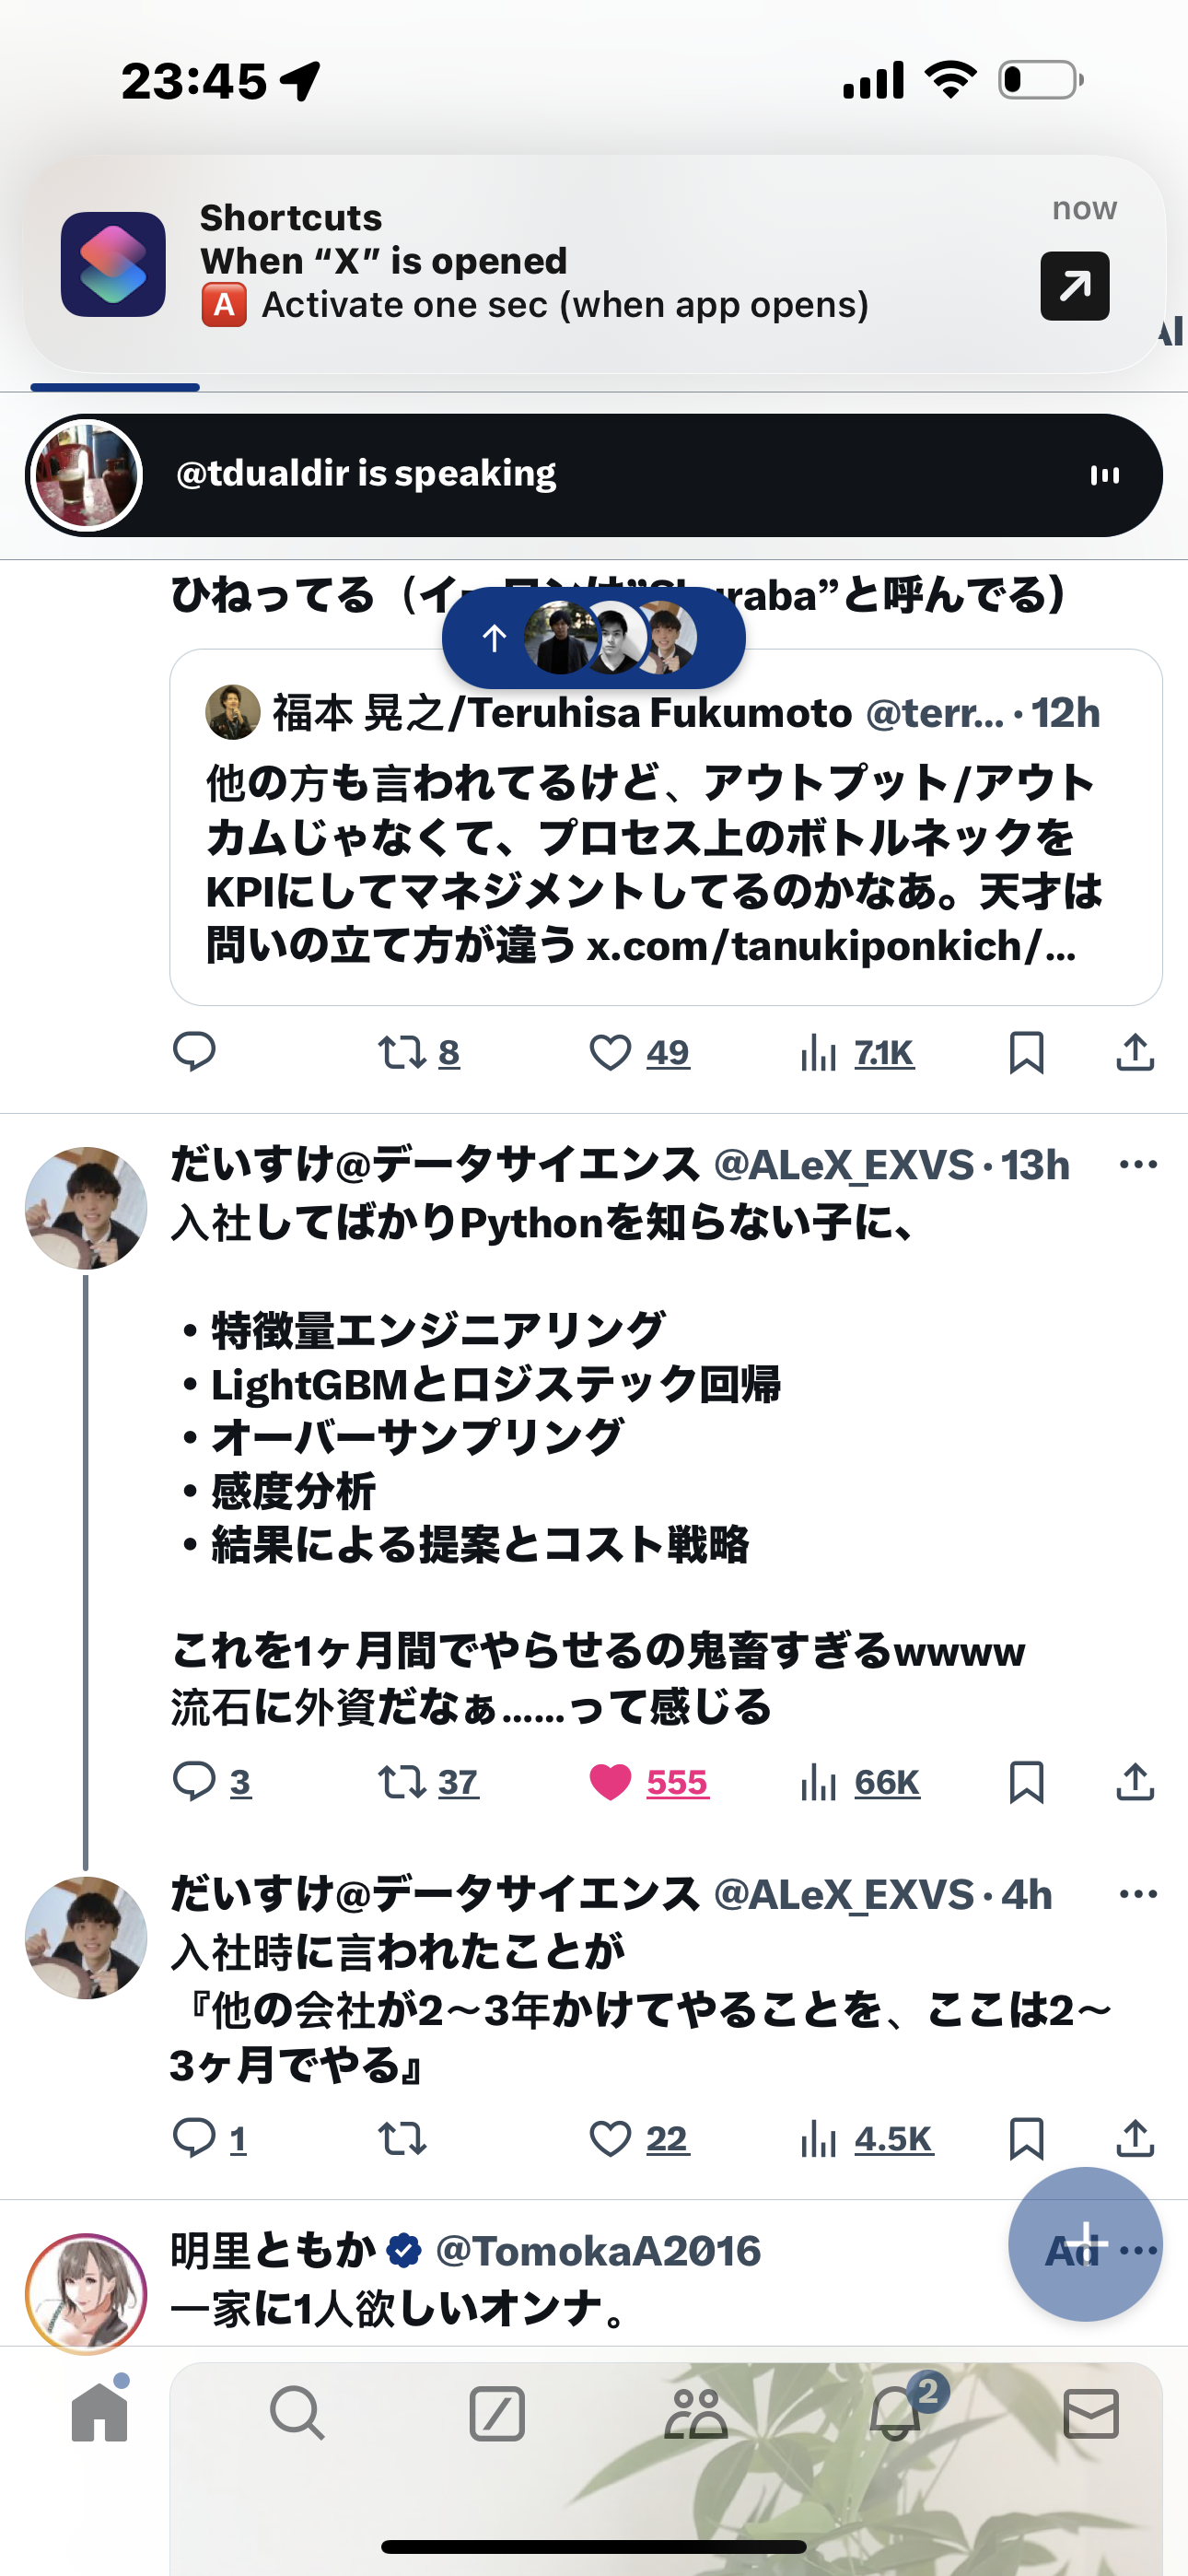 23:45
Shortcuts
now
When “X” is opened
A Activate one sec (when app opens)
AI
@tdualdir is speaking
ひねってる（イーロンは”Shuraba”と呼んでる）
福本 晃之/Teruhisa Fukumoto @terr... · 12h
他の方も言われてるけど、アウトプット/アウト
カムじゃなくて、プロセス上のボトルネックを
KPIにしてマネジメントしてるのかなあ。天才は
問いの立て方が違う x.com/tanukiponkich/...
8 49 7.1K
だいすけ@データサイエンス @ALeX_EXVS · 13h
入社してばかりPythonを知らない子に、
・特徴量エンジニアリング
・LightGBMとロジステック回帰
・オーバーサンプリング
・感度分析
・結果による提案とコスト戦略
これを1ヶ月間でやらせるの鬼畜すぎるwwww
流石に外資だなぁ......って感じる
3 37 555 66K
だいすけ@データサイエンス @ALeX_EXVS · 4h
入社時に言われたことが
『他の会社が2〜3年かけてやることを、ここは2〜
3ヶ月でやる』
1 22 4.5K
明里ともか @TomokaA2016 Ad
一家に1人欲しいオンナ。
2